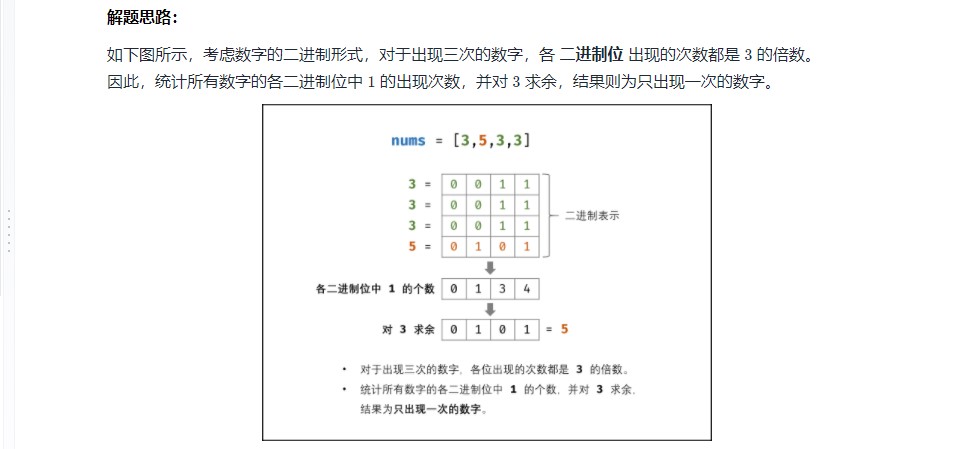 解题思路：
如下图所示，考虑数字的二进制形式，对于出现三次的数字，各 二进制位 出现的次数都是 3 的倍数。
因此，统计所有数字的各二进制位中 1 的出现次数，并对 3 求余，结果则为只出现一次的数字。
nums = [3,5,3,3]
3 = 0 0 1 1
3 = 0 0 1 1
3 = 0 0 1 1
5 = 0 1 0 1
二进制表示
各二进制位中 1 的个数 0 1 3 4
对 3 求余 0 1 0 1 = 5
• 对于出现三次的数字，各位出现的次数都是 3 的倍数。
• 统计所有数字的各二进制位中 1 的个数，并对 3 求余，
结果为只出现一次的数字。